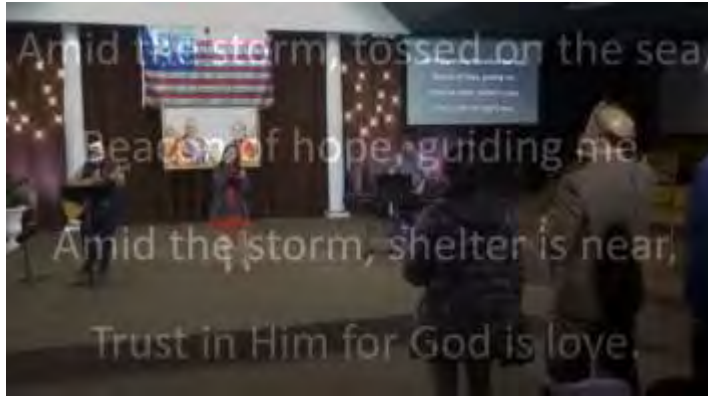 Amid the storm, tossed on the sea,
Beacon of hope, guiding me,
Amid the storm, shelter is near,
Trust in Him for God is love.